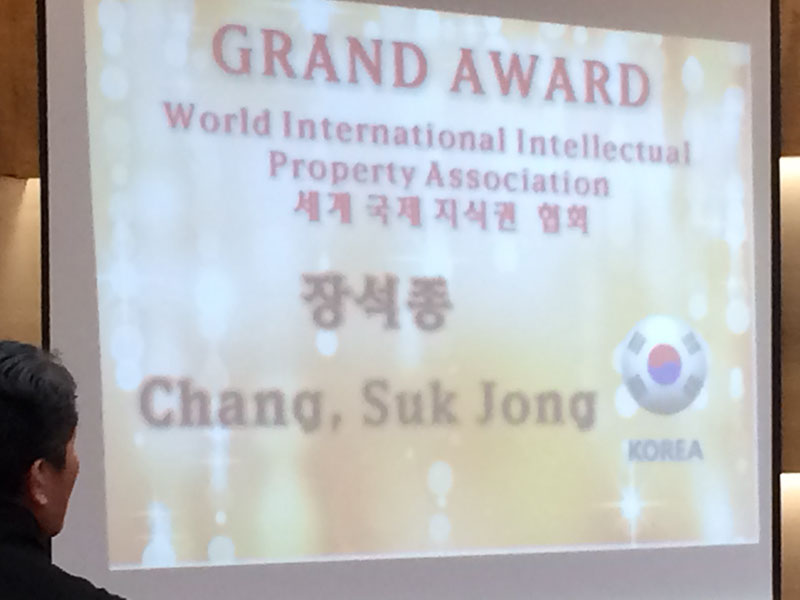 GRAND AWARD
World International Intellectual
Property Association
세계 국제 지식권 협회
장석종
Chang, Suk Jong
KOREA